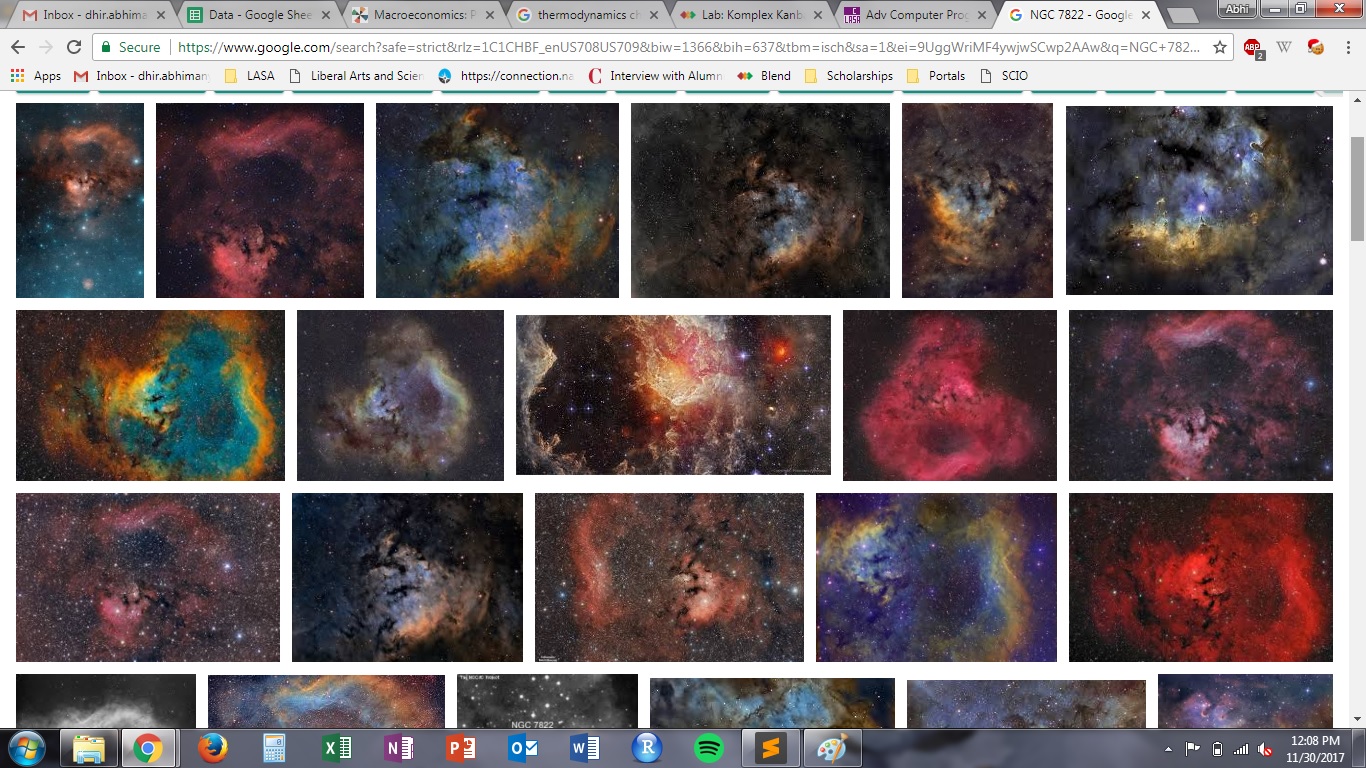 Inbox - dhir.abhima
Data - Google Shee
Macroeconomics: P
thermodynamics ch
Lab: Komplex Kanb
Adv Computer Prog
NGC 7822 - Google
Abhi
Secure
https://www.google.com/search?safe=strict&rlz=1C1CHBF_enUS708US709&biw=1366&bih=637&tbm=isch&sa=1&ei=9UggWriMF4ywjwSCwp2AAw&q=NGC+782...
ABP
2
W
Apps
Inbox - dhir.abhiman
LASA
Liberal Arts and Scien
https://connection.na
Interview with Alumn
Blend
Scholarships
Portals
SCIO
NGC 7822
12:08 PM
11/30/2017